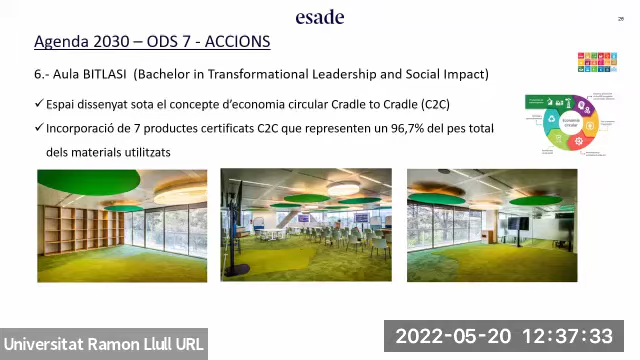 esade
26
Agenda 2030 – ODS 7 - ACCIONS
6.- Aula BITLASI (Bachelor in Transformational Leadership and Social Impact)
✓ Espai dissenyat sota el concepte d'economia circular Cradle to Cradle (C2C)
✓ Incorporació de 7 productes certificats C2C que representen un 96,7% del pes total
dels materials utilitzats
Economía
circular
Universitat Ramon Llull URL
2022-05-20 12:37:33